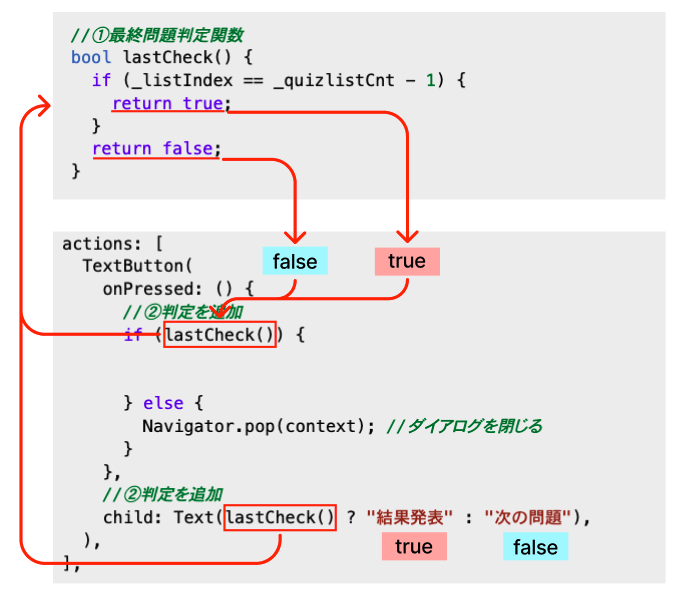 //①最終問題判定関数
bool lastCheck() {
if (_listIndex == _quizlistCnt - 1) {
return true;
}
return false;
}
actions: [
TextButton(
false
true
onPressed: () {
//②判定を追加
if (lastCheck()) {
} else {
Navigator.pop(context); //ダイアログを閉じる
}
},
//②判定を追加
child: Text(lastCheck() ? "結果発表" : "次の問題"),
true
false
),
],